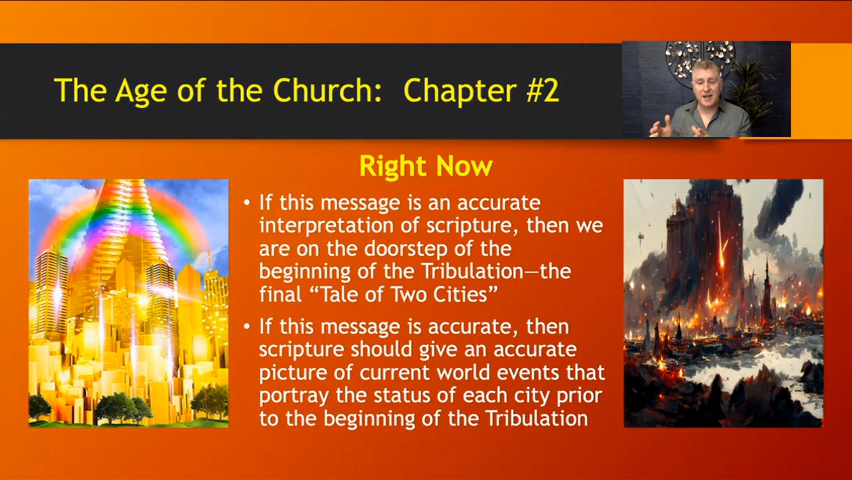 The Age of the Church: Chapter #2
Right Now
• If this message is an accurate
interpretation of scripture, then we
are on the doorstep of the
beginning of the Tribulation—the
final “Tale of Two Cities”
• If this message is accurate, then
scripture should give an accurate
picture of current world events that
portray the status of each city prior
to the beginning of the Tribulation